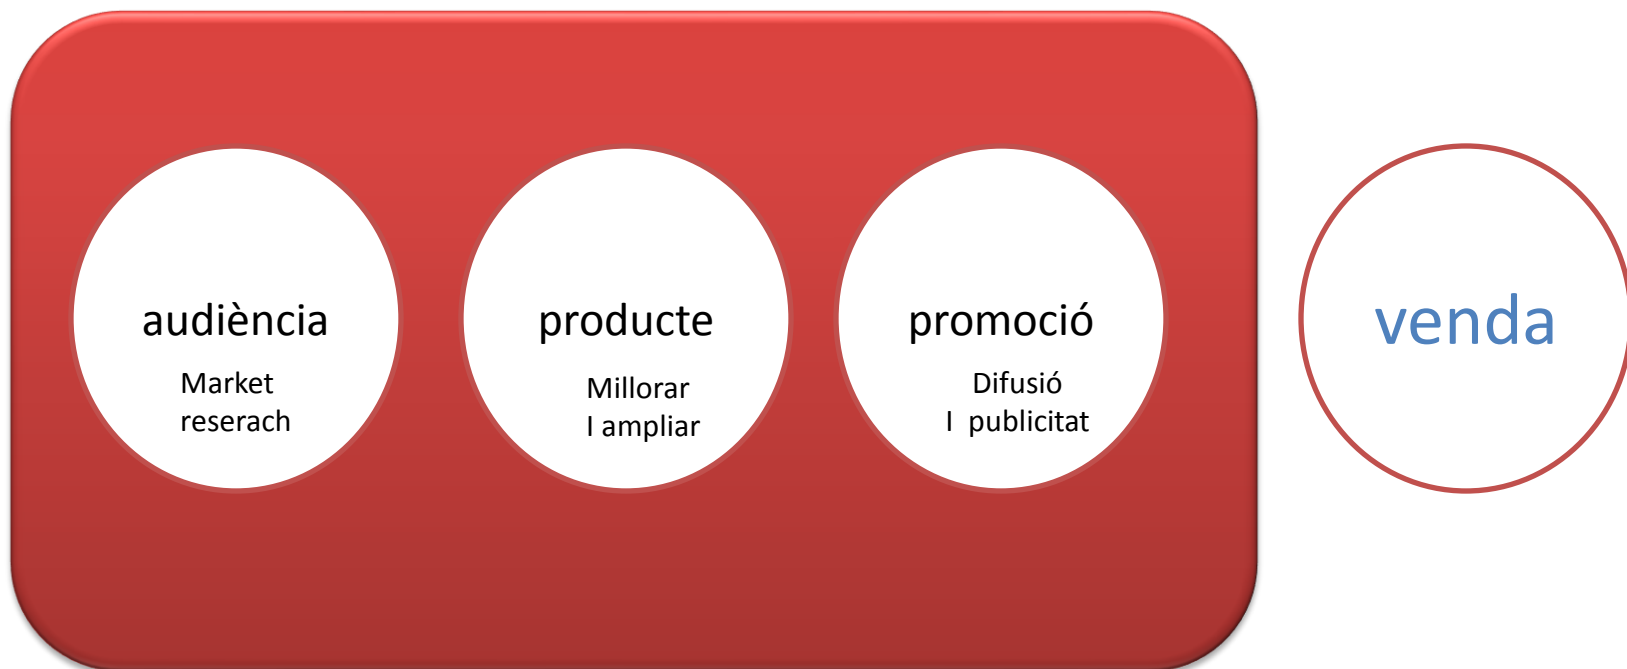 audiència
Market
reserach
producte
Millorar
I ampliar
promoció
Difusió
I publicitat
venda